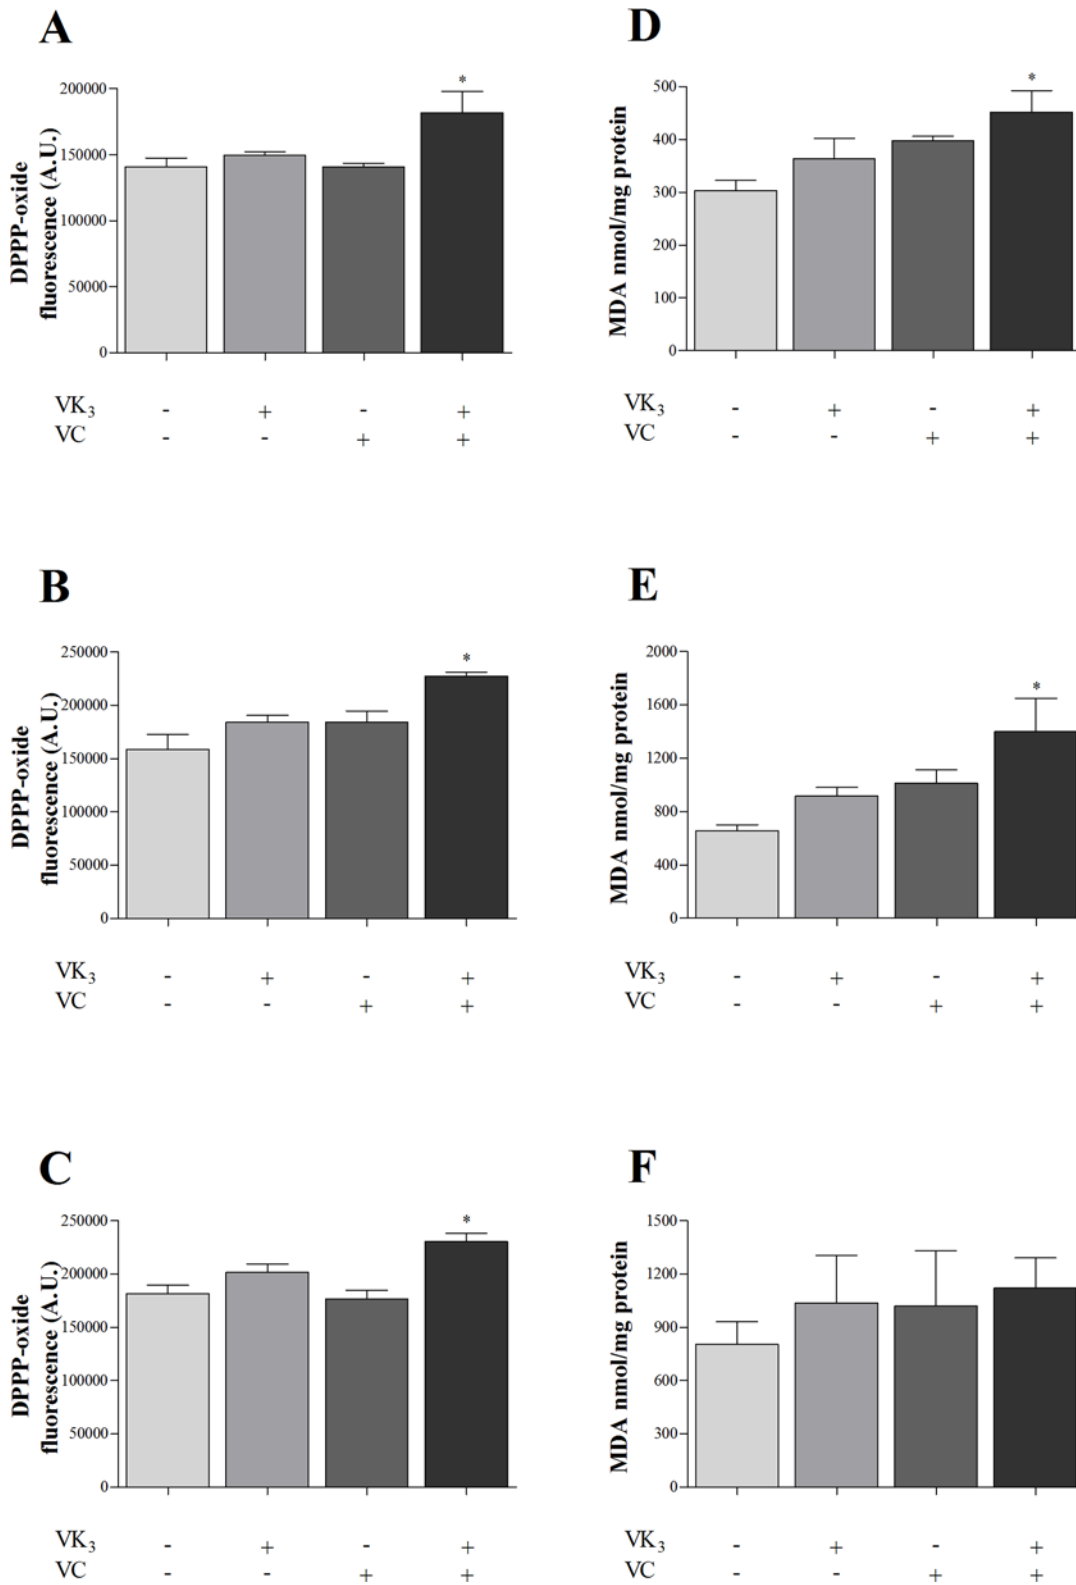 A
DPPP-oxide
fluorescence (A.U.)
200000
150000
100000
50000
0
*
VK3 - + - +
VC - - + +
D
MDA nmol/mg protein
500
400
300
200
100
0
*
VK3 - + - +
VC - - + +
B
DPPP-oxide
fluorescence (A.U.)
250000
200000
150000
100000
50000
0
*
VK3 - + - +
VC - - + +
E
MDA nmol/mg protein
2000
1600
1200
800
400
0
*
VK3 - + - +
VC - - + +
C
DPPP-oxide
fluorescence (A.U.)
250000
200000
150000
100000
50000
0
*
VK3 - + - +
VC - - + +
F
MDA nmol/mg protein
1500
1200
900
600
300
0
VK3 - + - +
VC - - + +